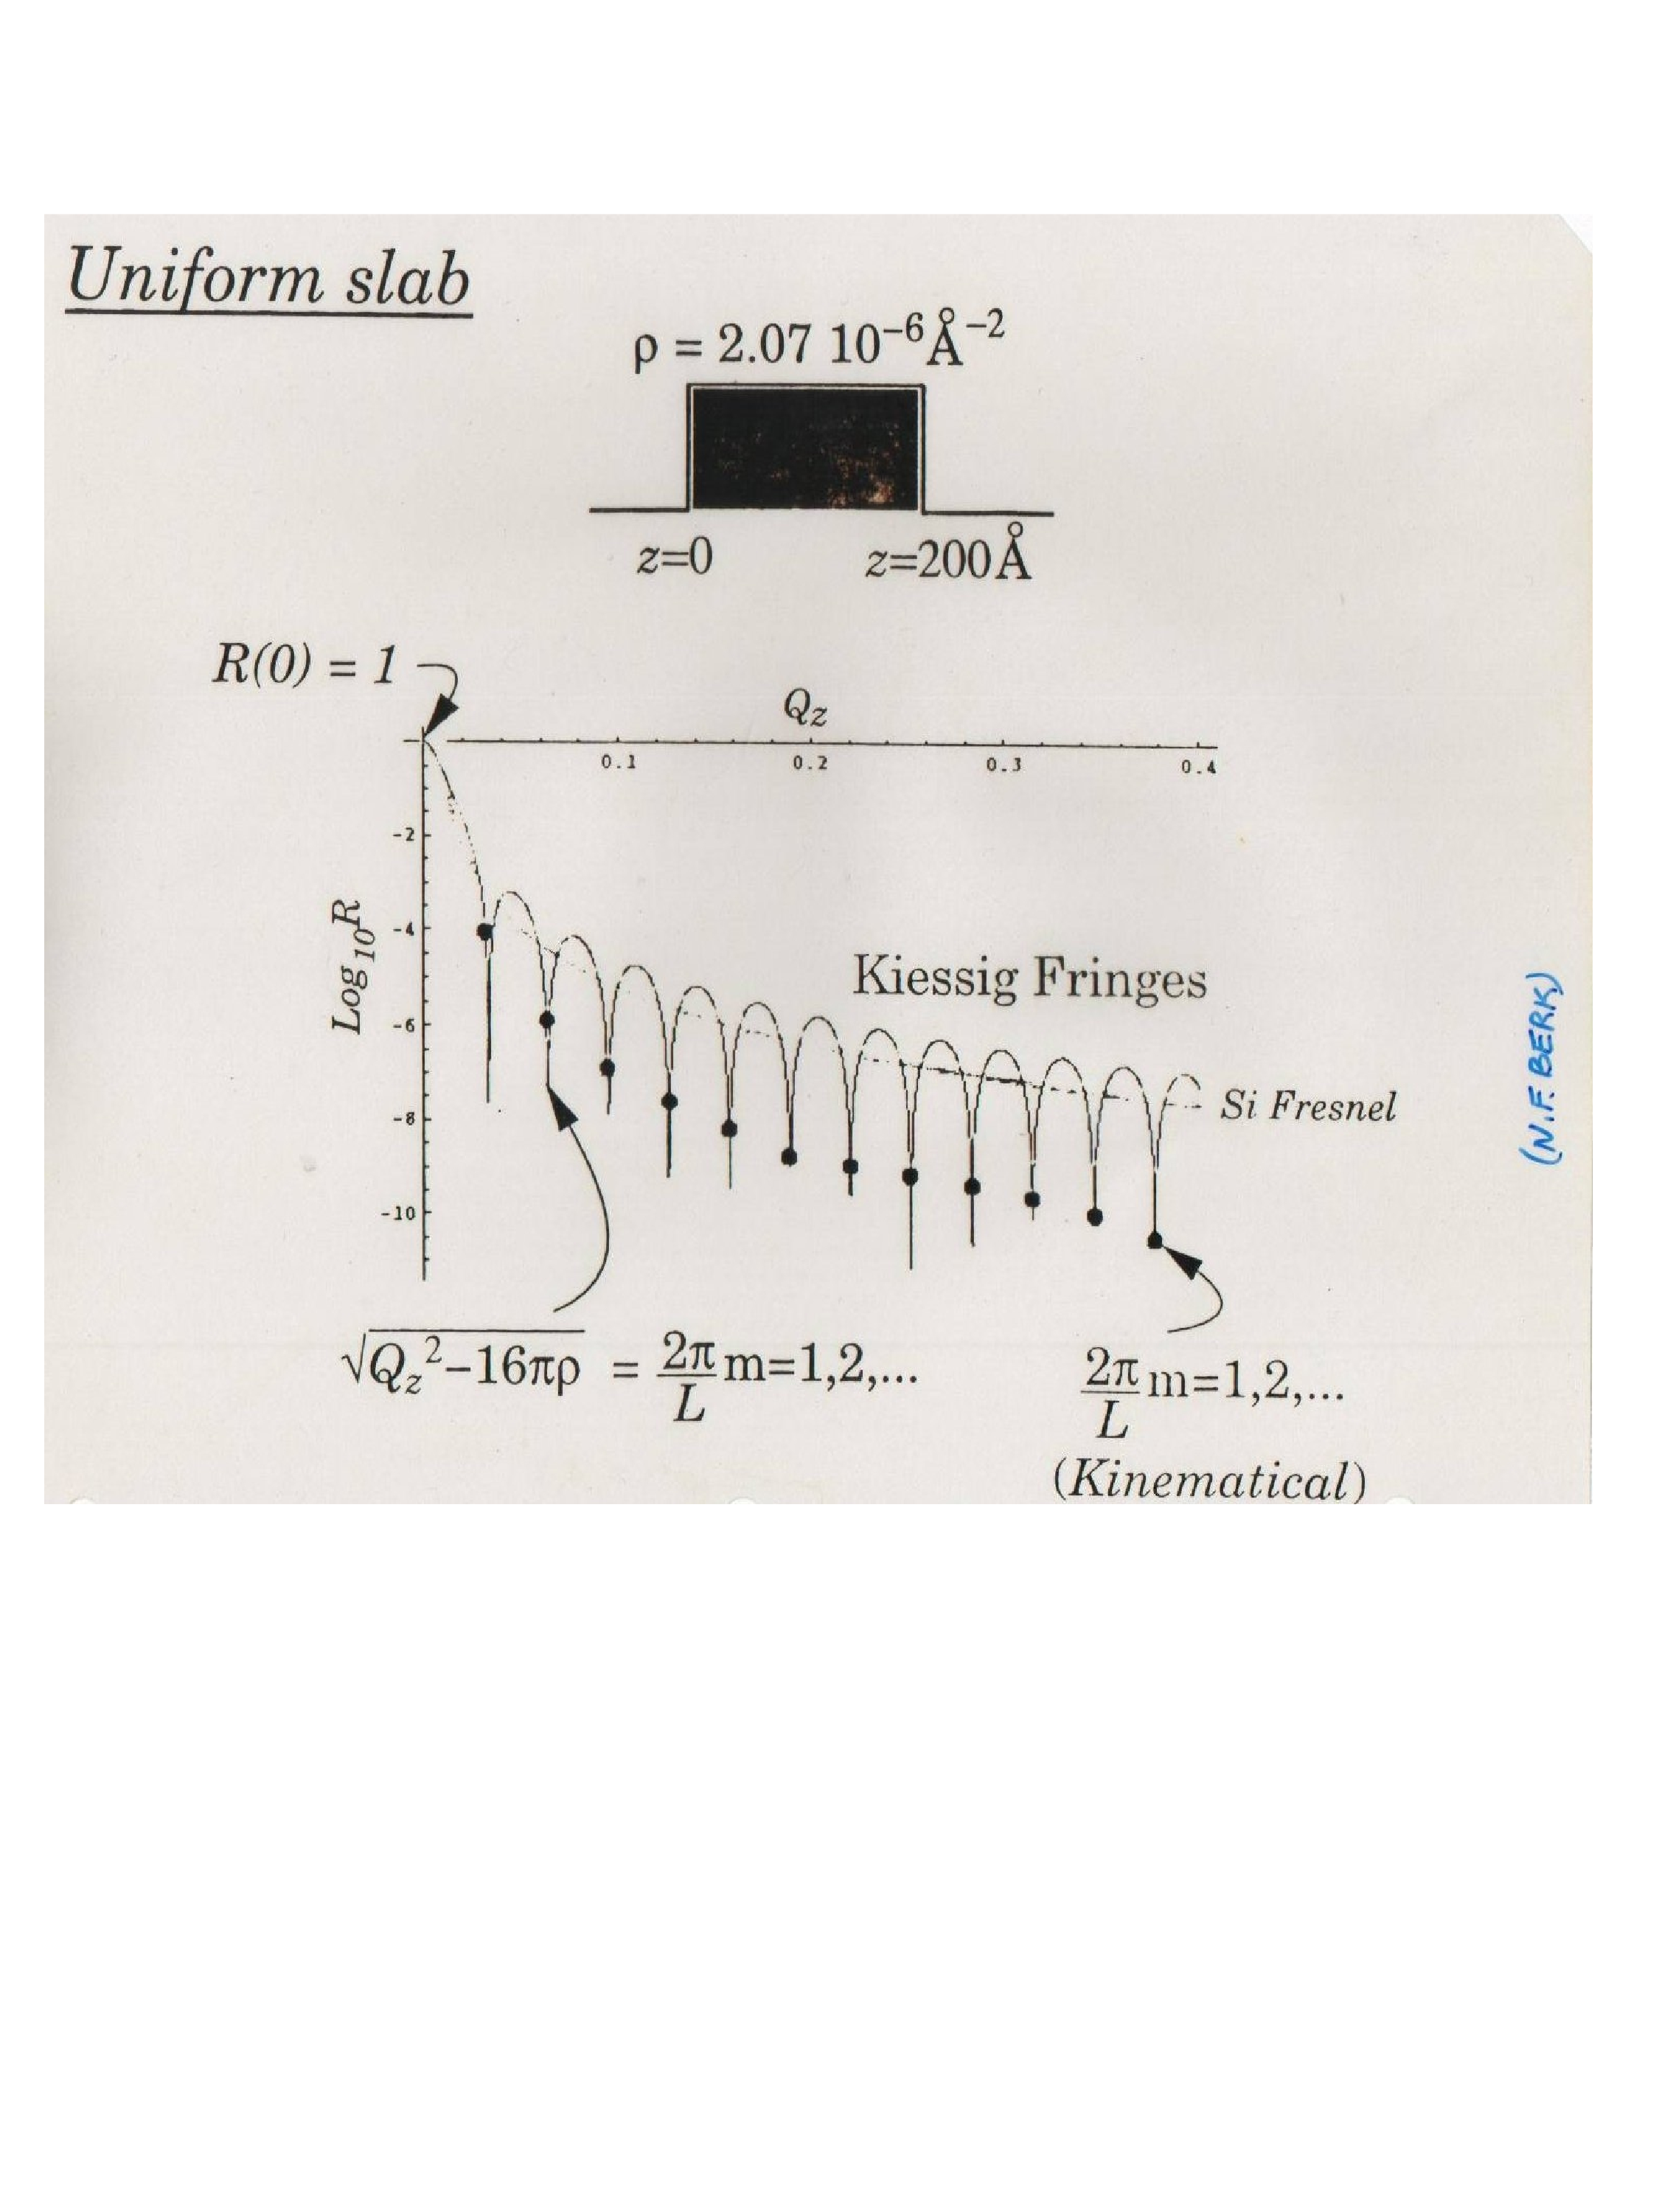 Uniform slab
ρ = 2.07 10⁻⁶Å⁻²
z=0
z=200Å
R(0) = 1
Qz
0.1 0.2 0.3 0.4
-2
-4
-6
-8
-10
Log₁₀R
Kiessig Fringes
Si Fresnel
(N.F. BERK)
√Qz²−16πρ = 2π/L m=1,2,...
2π/L m=1,2,...
(Kinematical)